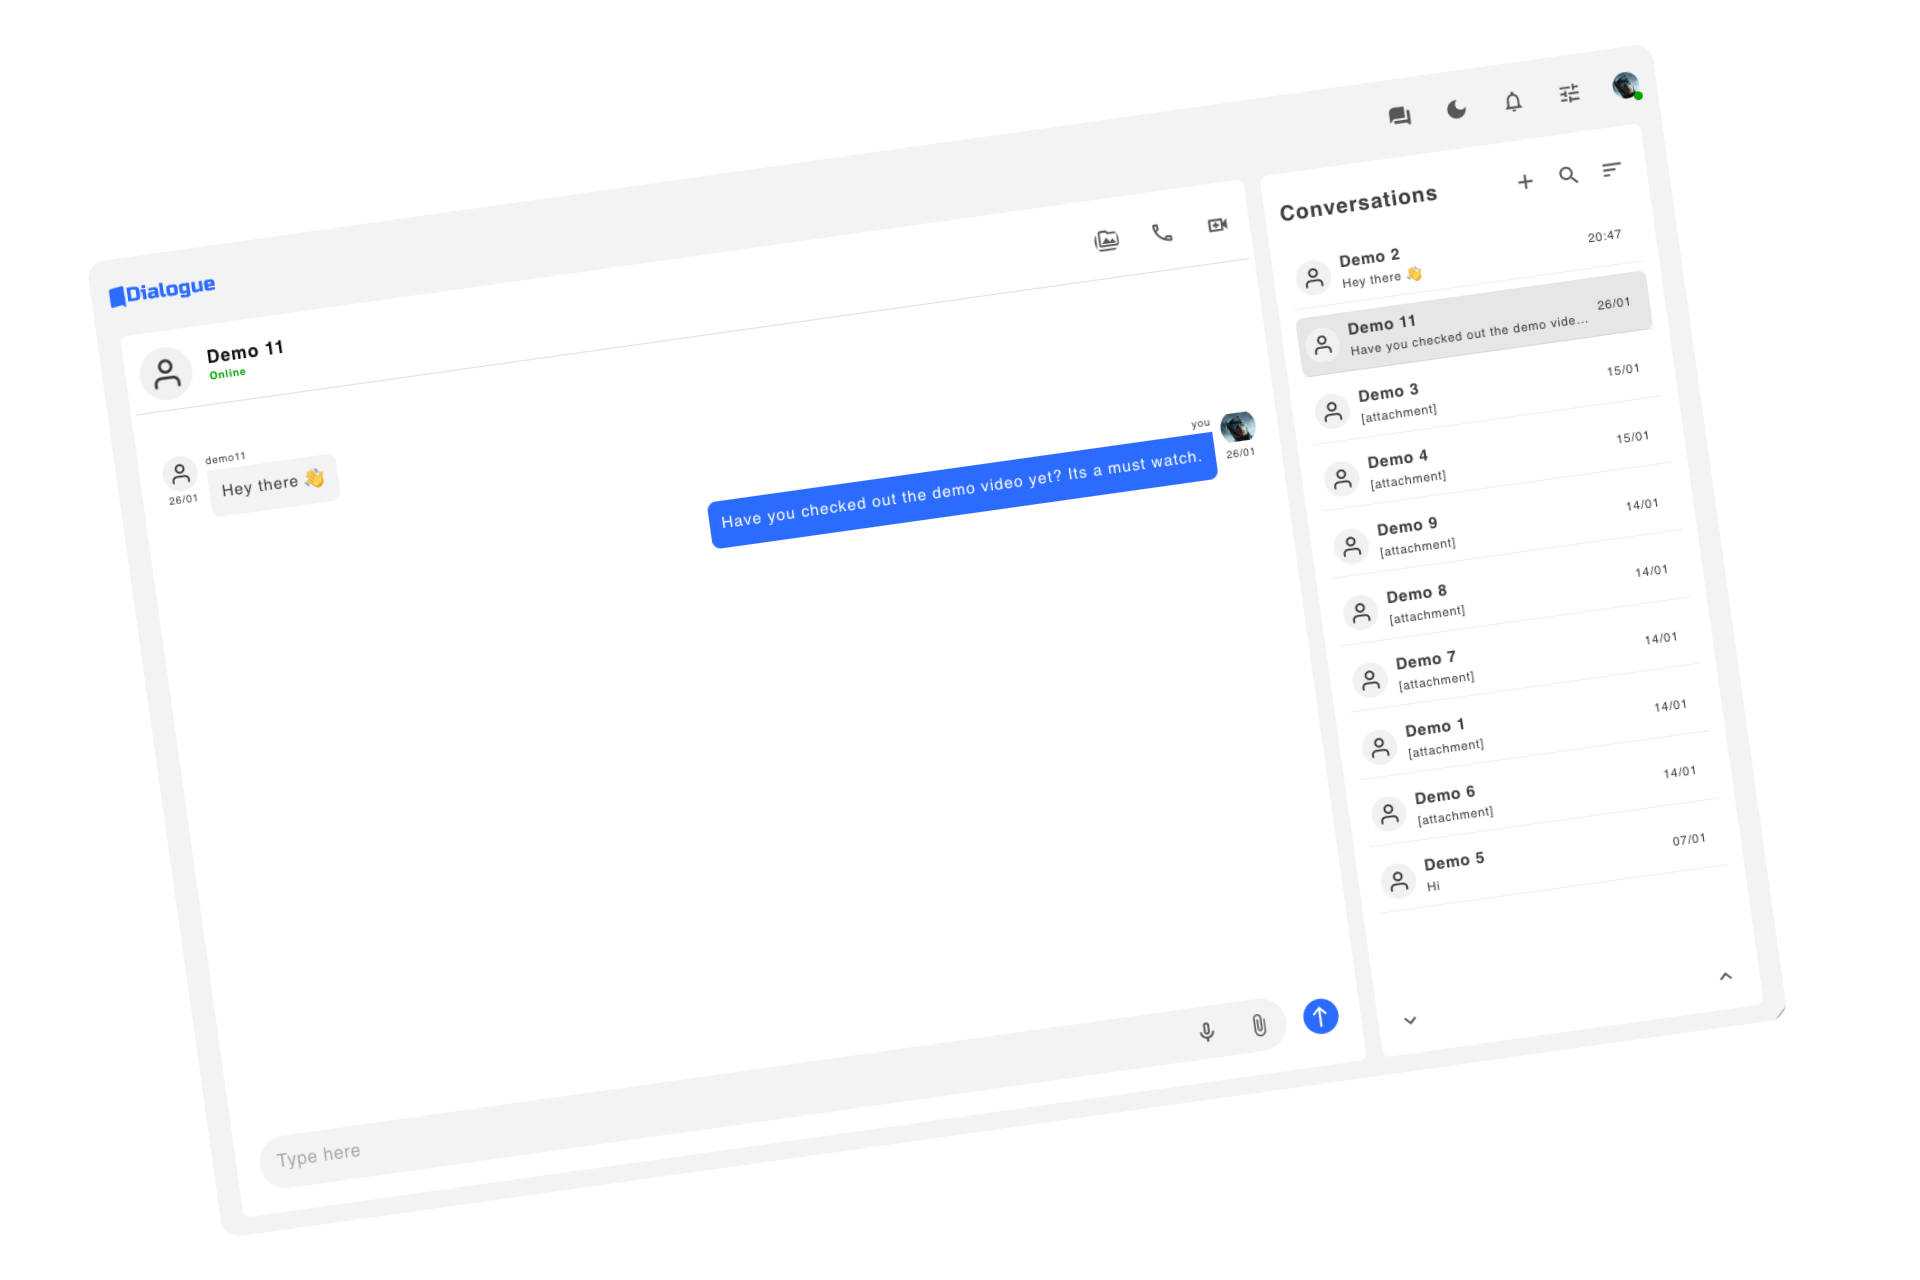 Dialogue
Demo 11
Online
demo11
26/01
Hey there 👋
you
26/01
Have you checked out the demo video yet? Its a must watch.
Type here
Conversations
Demo 2
20:47
Hey there 👋
Demo 11
26/01
Have you checked out the demo vide...
Demo 3
15/01
[attachment]
Demo 4
15/01
[attachment]
Demo 9
14/01
[attachment]
Demo 8
14/01
[attachment]
Demo 7
14/01
[attachment]
Demo 1
14/01
[attachment]
Demo 6
14/01
[attachment]
Demo 5
07/01
Hi